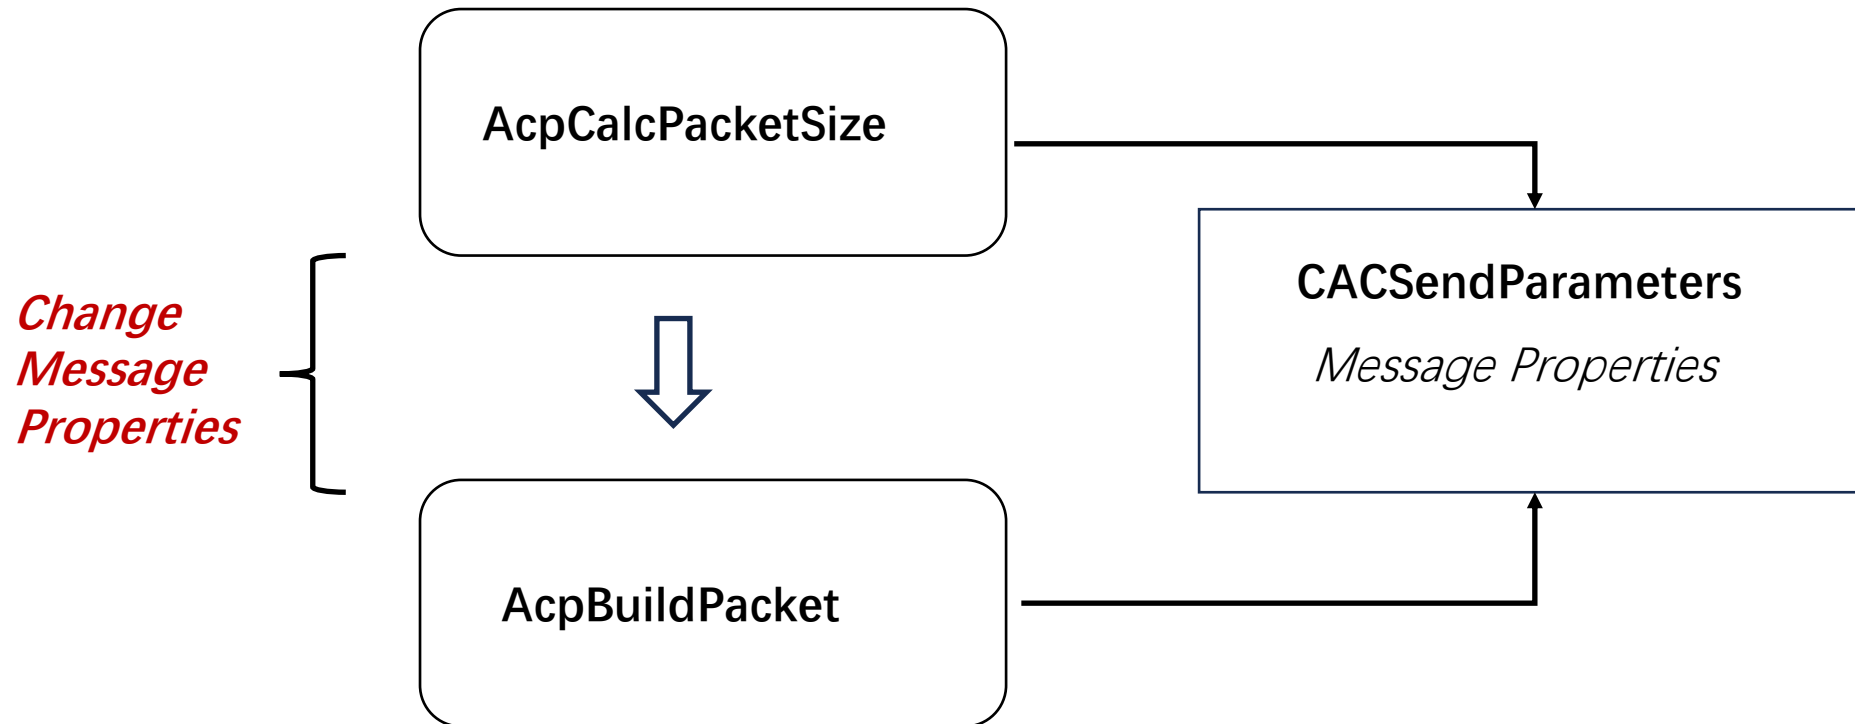 AcpCalcPacketSize
Change
Message
Properties
CACSendParameters
Message Properties
AcpBuildPacket